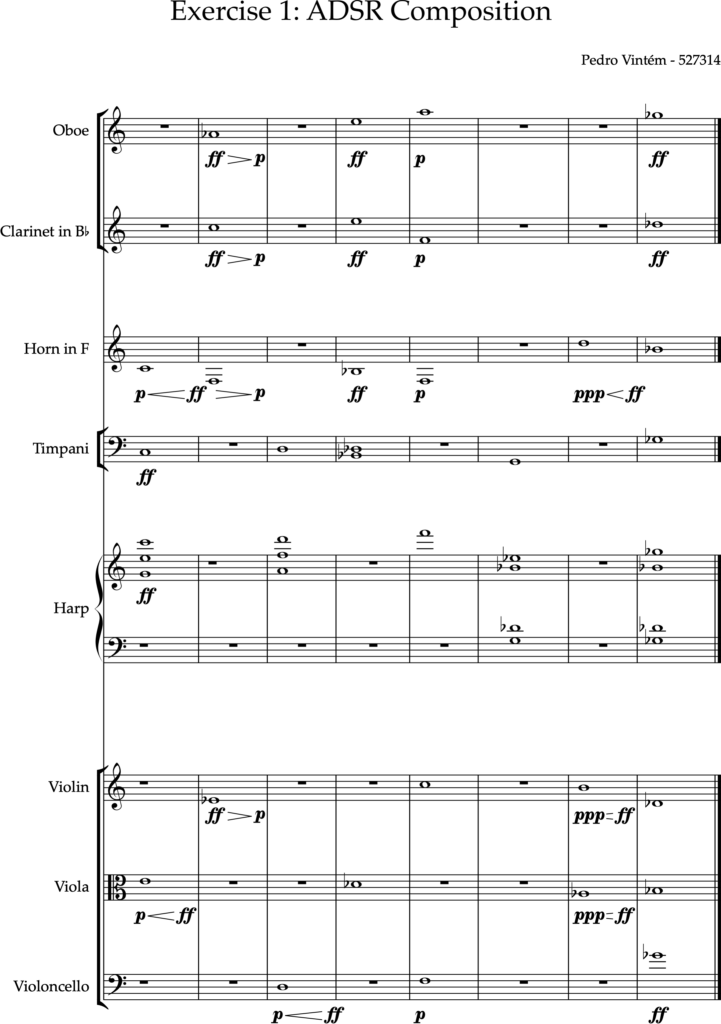 Exercise 1: ADSR Composition
Pedro Vintém - 527314
Oboe
ff p ff p ff
Clarinet in B♭
ff p ff p ff
Horn in F
p ff p ff p ppp ff
Timpani
ff
ff
Harp
Violin
ff p ppp ff
Viola
p ff ppp ff
Violoncello
p ff p ff